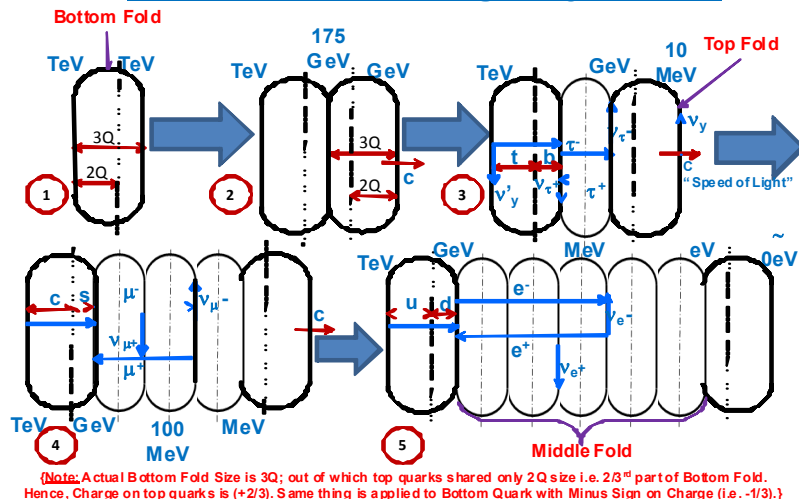 Bottom Fold
TeV TeV
3Q
2Q
1
175
TeV GeV GeV
3Q
c
2Q
2
10
TeV GeV MeV
Top Fold
τ- ντ- νy
t b
c
ντ+
ν'y τ+
"Speed of Light"
3
c s μ- νμ-
c
νμ+
μ+
TeV GeV
100
MeV
MeV
4
TeV GeV MeV eV ~0eV
u d e- νe-
e+
νe+
5
Middle Fold
{Note: Actual Bottom Fold Size is 3Q; out of which top quarks shared only 2Q size i.e. 2/3rd part of Bottom Fold.
Hence, Charge on top quarks is (+2/3). Same thing is applied to Bottom Quark with Minus Sign on Charge (i.e. -1/3).}